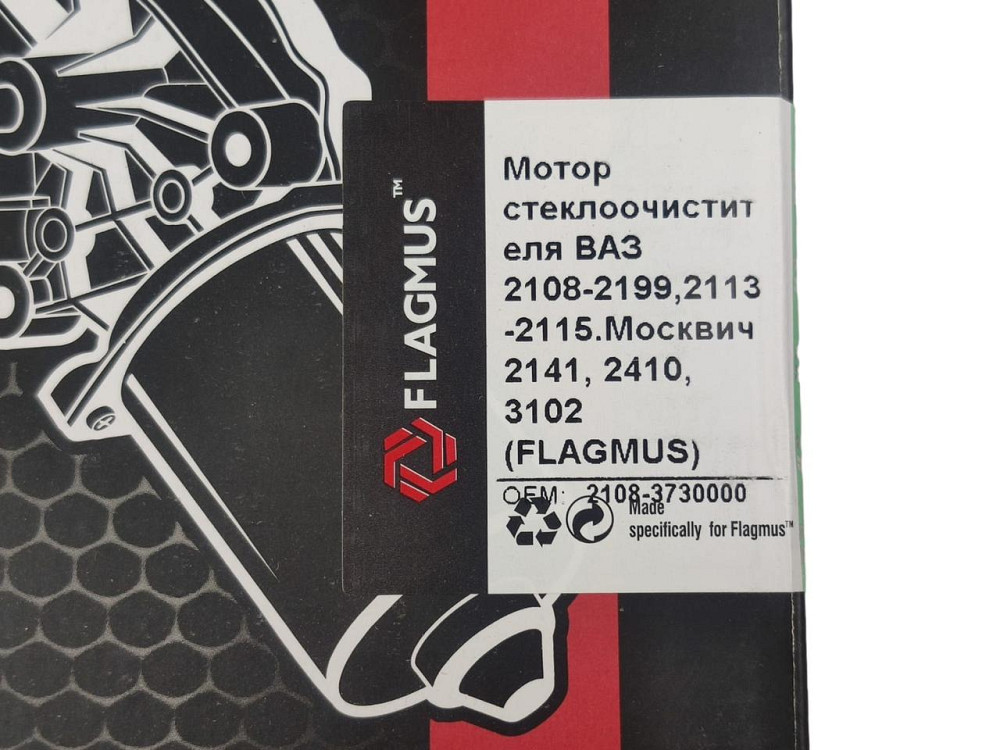 FLAGMUS™
Мотор
стеклоочистит
еля ВАЗ
2108-2199,2113
-2115.Москвич
2141, 2410,
3102
(FLAGMUS)
OEM: 2108-3730000
Made
specifically for Flagmus™